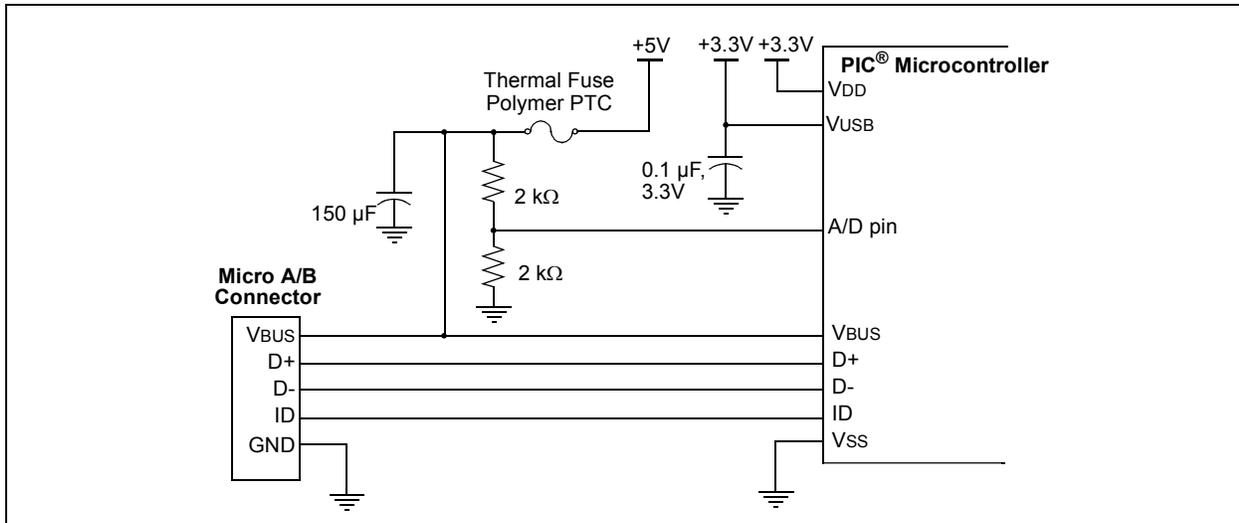 +5V
+3.3V
+3.3V
PIC® Microcontroller
Thermal Fuse
Polymer PTC
VDD
VUSB
0.1 µF,
3.3V
2 kΩ
150 µF
A/D pin
2 kΩ
Micro A/B
Connector
VBUS
D+
D-
ID
GND
VBUS
D+
D-
ID
VSS